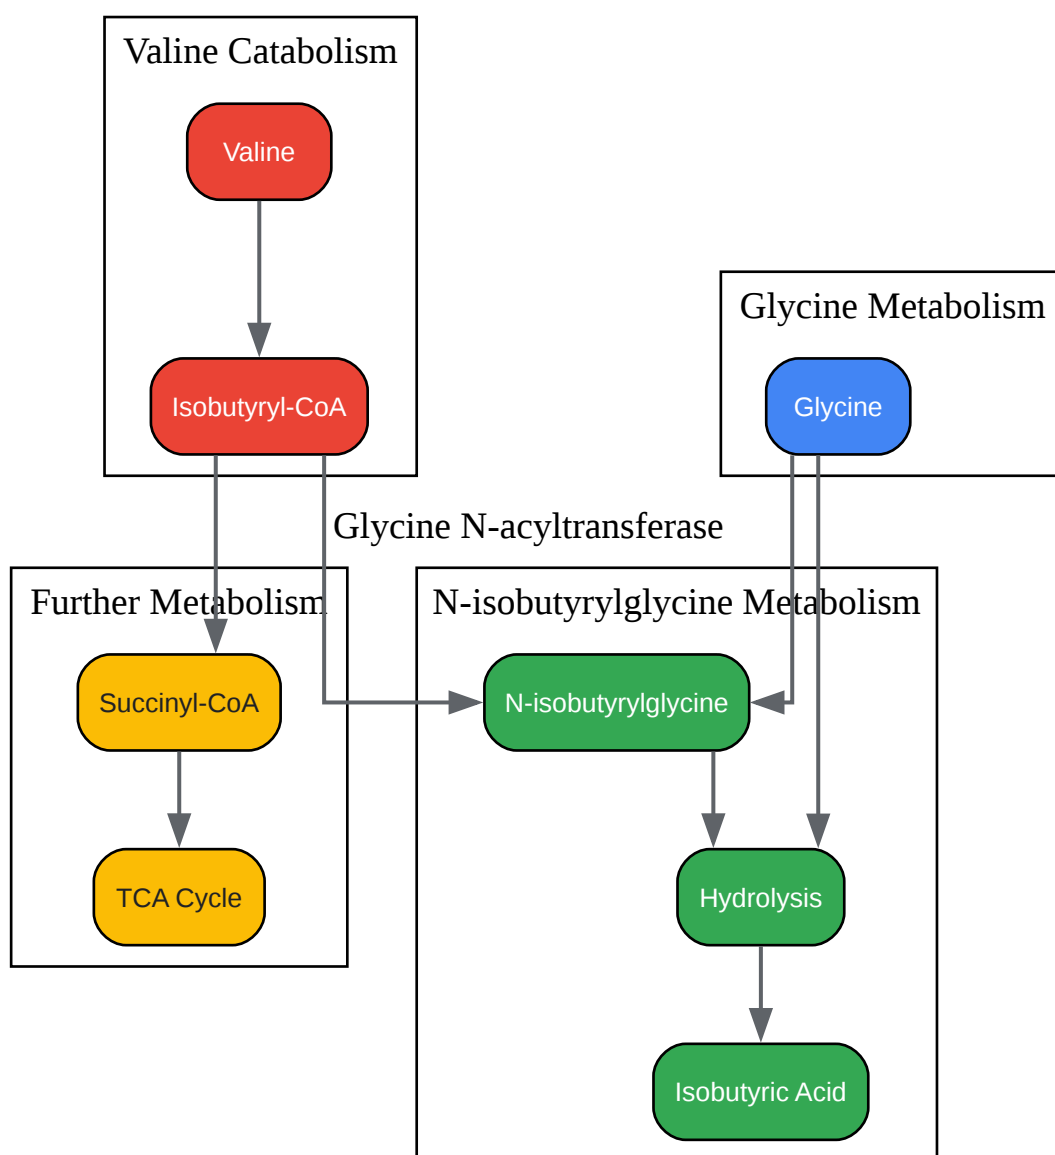 Valine Catabolism
Valine
Isobutyryl-CoA
Glycine Metabolism
Glycine
Glycine N-acyltransferase
Further Metabolism
Succinyl-CoA
TCA Cycle
N-isobutyrylglycine Metabolism
N-isobutyrylglycine
Hydrolysis
Isobutyric Acid